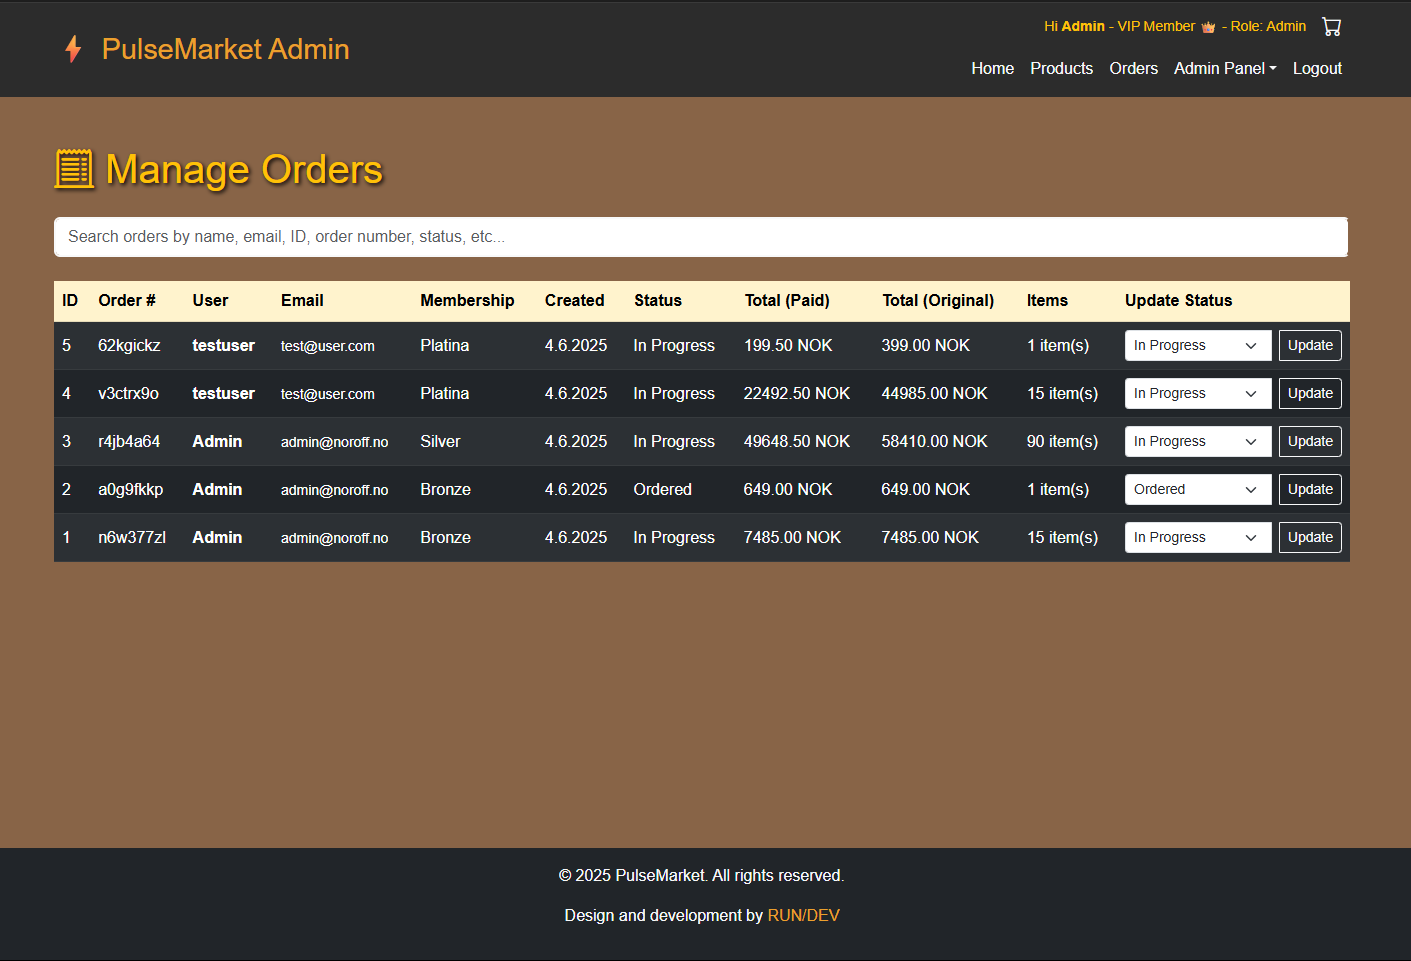 Hi Admin - VIP Member 👑 - Role: Admin
PulseMarket Admin
Home Products Orders Admin Panel Logout
Manage Orders
Search orders by name, email, ID, order number, status, etc...
ID Order # User Email Membership Created Status Total (Paid) Total (Original) Items Update Status
5 62kgickz testuser test@user.com Platina 4.6.2025 In Progress 199.50 NOK 399.00 NOK 1 item(s) In Progress Update
4 v3ctrx9o testuser test@user.com Platina 4.6.2025 In Progress 22492.50 NOK 44985.00 NOK 15 item(s) In Progress Update
3 r4jb4a64 Admin admin@noroff.no Silver 4.6.2025 In Progress 49648.50 NOK 58410.00 NOK 90 item(s) In Progress Update
2 a0g9fkkp Admin admin@noroff.no Bronze 4.6.2025 Ordered 649.00 NOK 649.00 NOK 1 item(s) Ordered Update
1 n6w377zl Admin admin@noroff.no Bronze 4.6.2025 In Progress 7485.00 NOK 7485.00 NOK 15 item(s) In Progress Update
© 2025 PulseMarket. All rights reserved.
Design and development by RUN/DEV